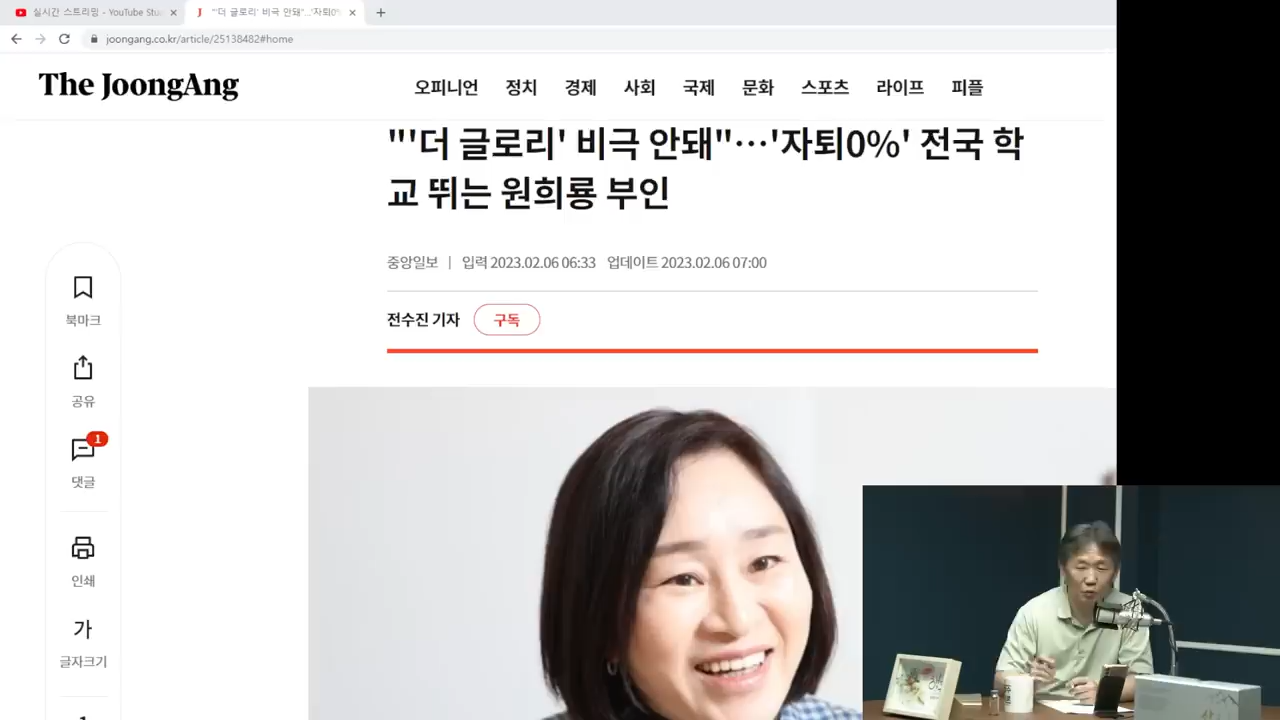 실시간 스트리밍 - YouTube Stu
"'더 글로리' 비극 안돼"…'자퇴0%
joongang.co.kr/article/25138482#home
The JoongAng
오피니언 정치 경제 사회 국제 문화 스포츠 라이프 피플
"'더 글로리' 비극 안돼"…'자퇴0%' 전국 학
교 뛰는 원희룡 부인
중앙일보 | 입력 2023.02.06 06:33 업데이트 2023.02.06 07:00
전수진 기자 구독
북마크
공유
1
댓글
인쇄
가
글자크기